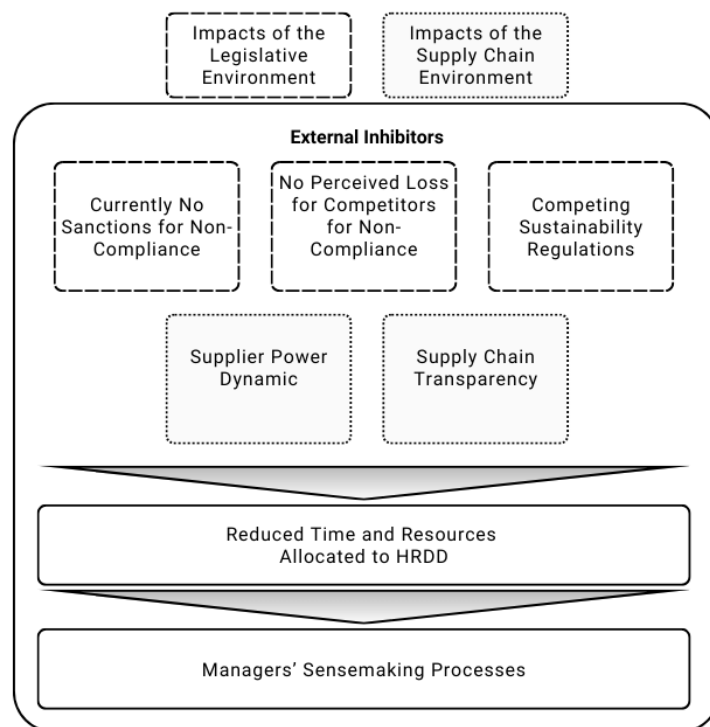 Impacts of the
Legislative
Environment
Impacts of the
Supply Chain
Environment
External Inhibitors
Currently No
Sanctions for Non-
Compliance
No Perceived Loss
for Competitors
for Non-
Compliance
Competing
Sustainability
Regulations
Supplier Power
Dynamic
Supply Chain
Transparency
Reduced Time and Resources
Allocated to HRDD
Managers’ Sensemaking Processes